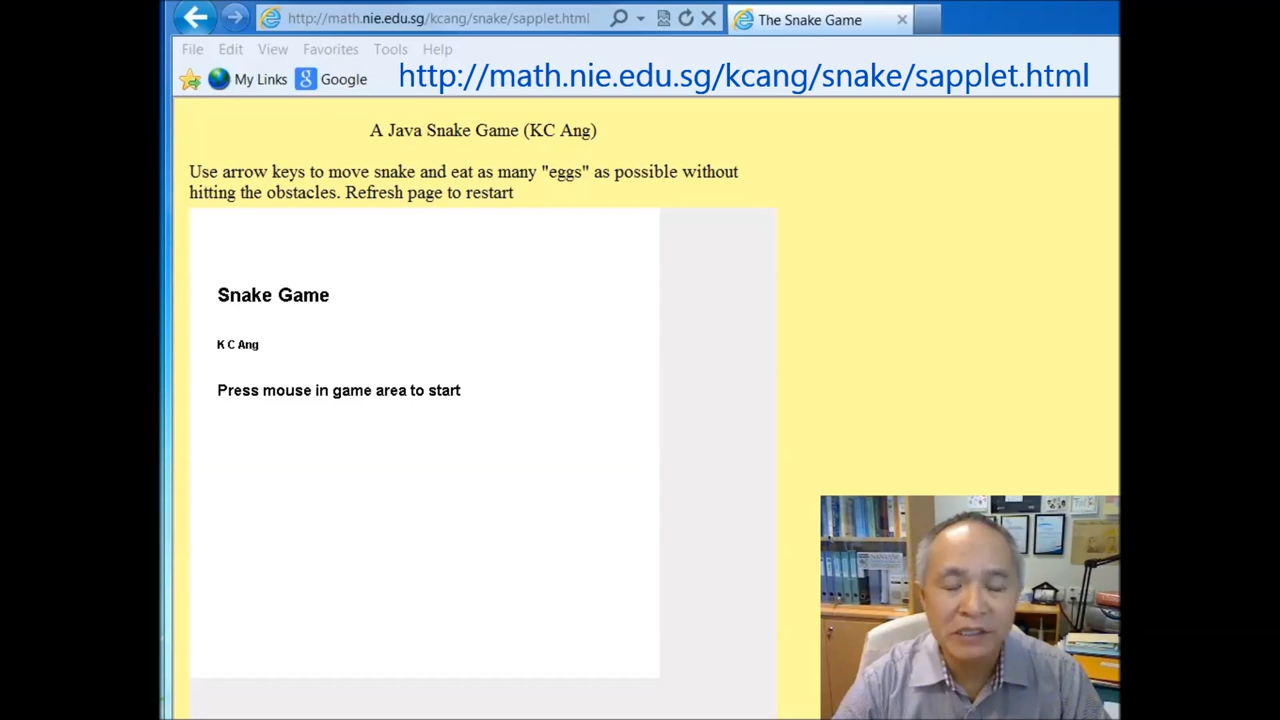 http://math.nie.edu.sg/kcang/snake/sapplet.html
The Snake Game
File Edit View Favorites Tools Help
My Links Google http://math.nie.edu.sg/kcang/snake/sapplet.html
A Java Snake Game (KC Ang)
Use arrow keys to move snake and eat as many "eggs" as possible without
hitting the obstacles. Refresh page to restart
Snake Game
K C Ang
Press mouse in game area to start